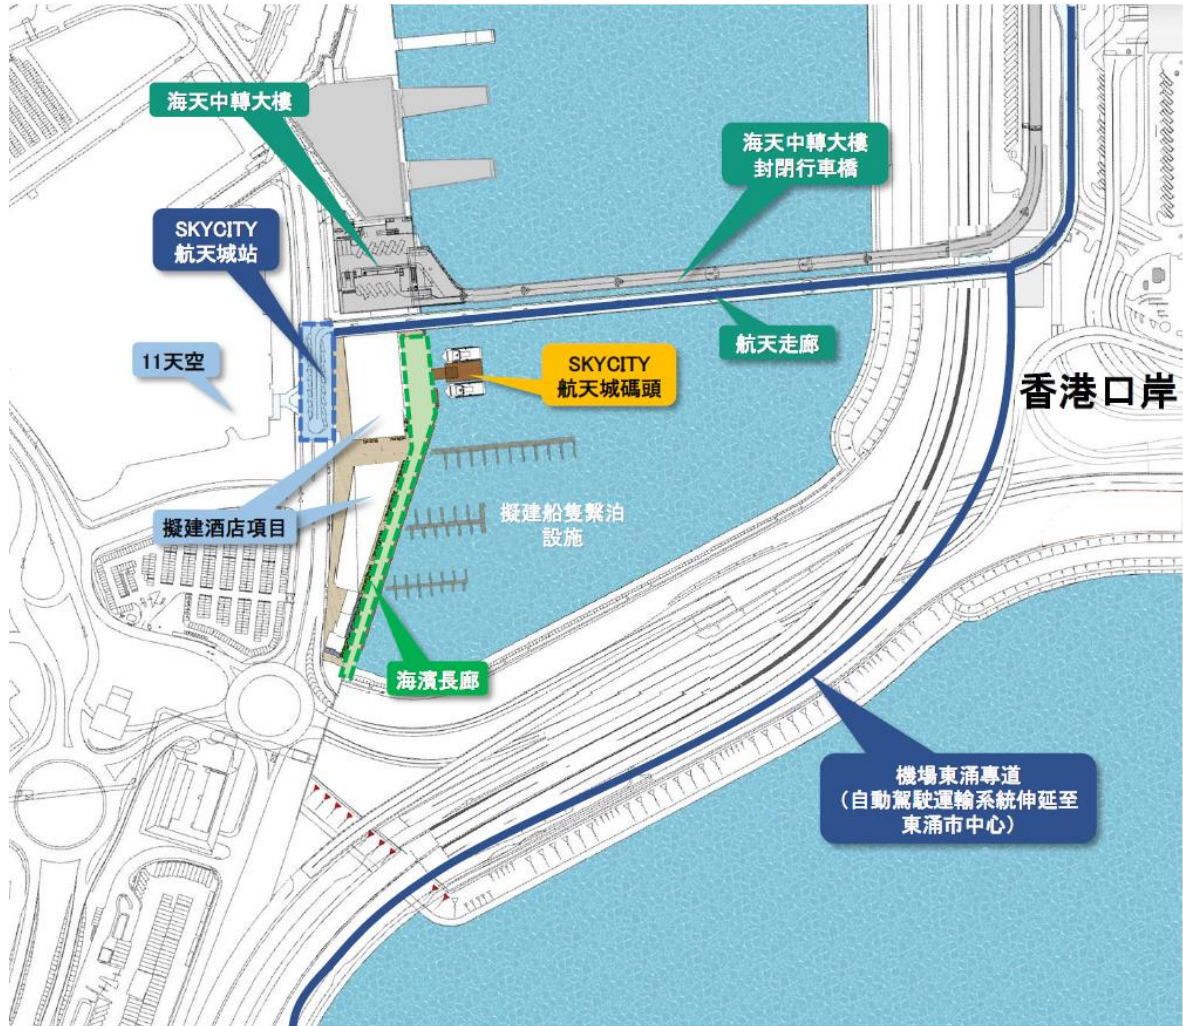 海天中轉大樓
海天中轉大樓
封閉行車橋
SKYCITY
航天城站
航天走廊
11天空
SKYCITY
航天城碼頭
香港口岸
擬建酒店項目
擬建船隻繫泊
設施
海濱長廊
機場東涌專道
（自動駕駛運輸系統伸延至
東涌市中心）